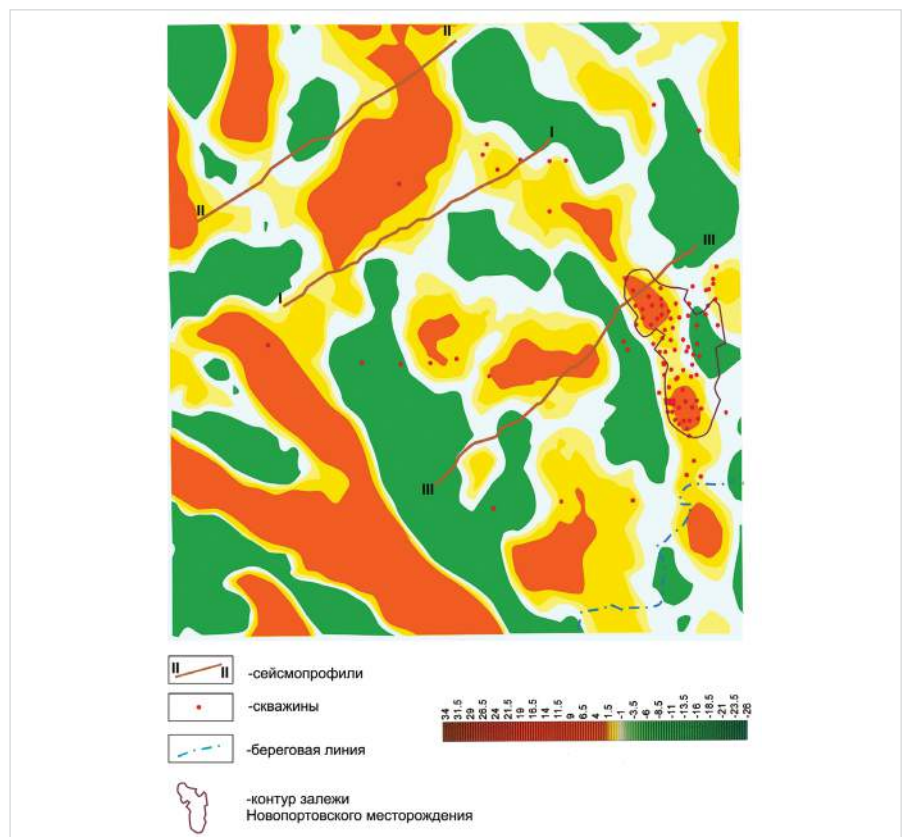 II
I
II
III
I
III
II II
-сейсмопрофили
-скважины
-береговая линия
-контур залежи
Новопортовского месторождения
34 31.5 29 26.5 24 21.5 19 16.5 14 11.5 9 6.5 4 1.5 -1 -3.5 -6 -8.5 -11 -13.5 -16 -18.5 -21 -23.5 -26